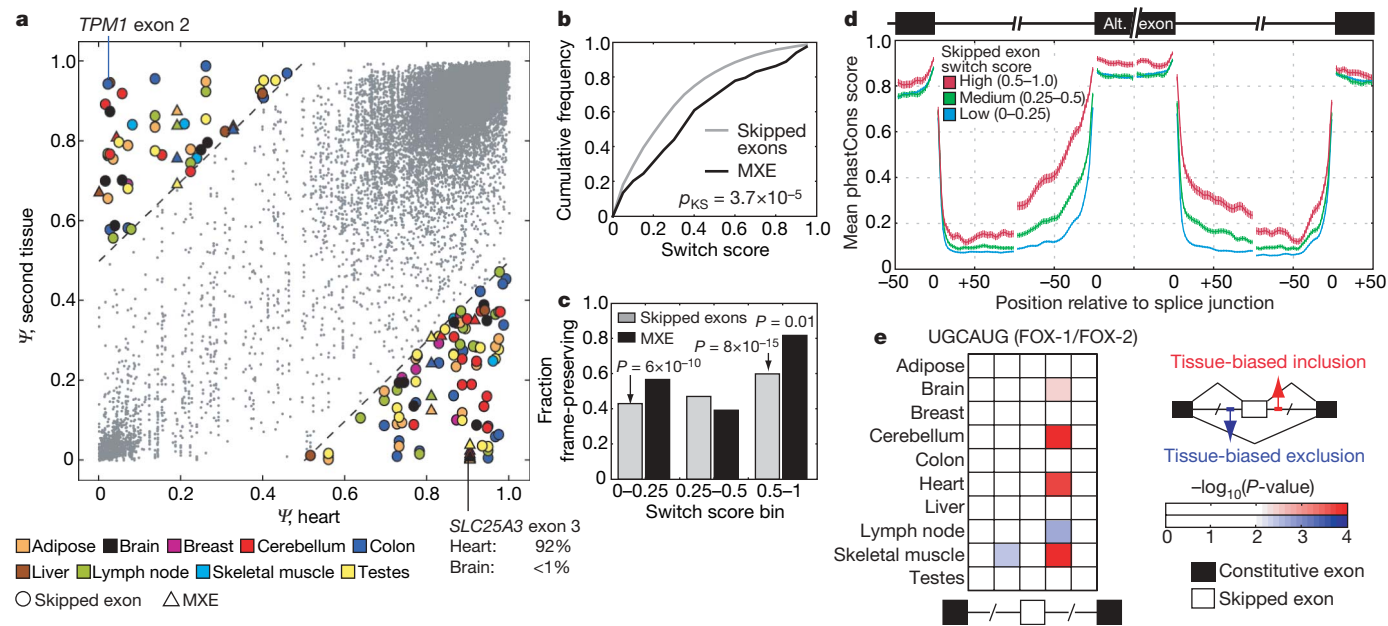 a
TPM1 exon 2
1.0
0.8
0.6
0.4
0.2
0
Ψ, second tissue
0 0.2 0.4 0.6 0.8 1.0
Ψ, heart
SLC25A3 exon 3
Heart: 92%
Brain: <1%
Adipose Brain Breast Cerebellum Colon
Liver Lymph node Skeletal muscle Testes
Skipped exon MXE
b
1.0
0.8
0.6
0.4
0.2
0
Cumulative frequency
Skipped
exons
MXE
pKS = 3.7×10−5
0 0.2 0.4 0.6 0.8 1.0
Switch score
c
1.0
0.8
0.6
0.4
0.2
0
Fraction
frame-preserving
Skipped exons
MXE
P = 0.01
P = 8×10−15
P = 6×10−10
0–0.25 0.25–0.5 0.5–1
Switch score bin
d
Alt. exon
1.0
0.8
0.6
0.4
0.2
0
Mean phastCons score
Skipped exon
switch score
High (0.5–1.0)
Medium (0.25–0.5)
Low (0–0.25)
−50 0 +50 −50 0 0 +50 −50 0 +50
Position relative to splice junction
e
UGCAUG (FOX-1/FOX-2)
Adipose
Brain
Breast
Cerebellum
Colon
Heart
Liver
Lymph node
Skeletal muscle
Testes
Tissue-biased inclusion
Tissue-biased exclusion
−log10(P-value)
0 1 2 3 4
Constitutive exon
Skipped exon